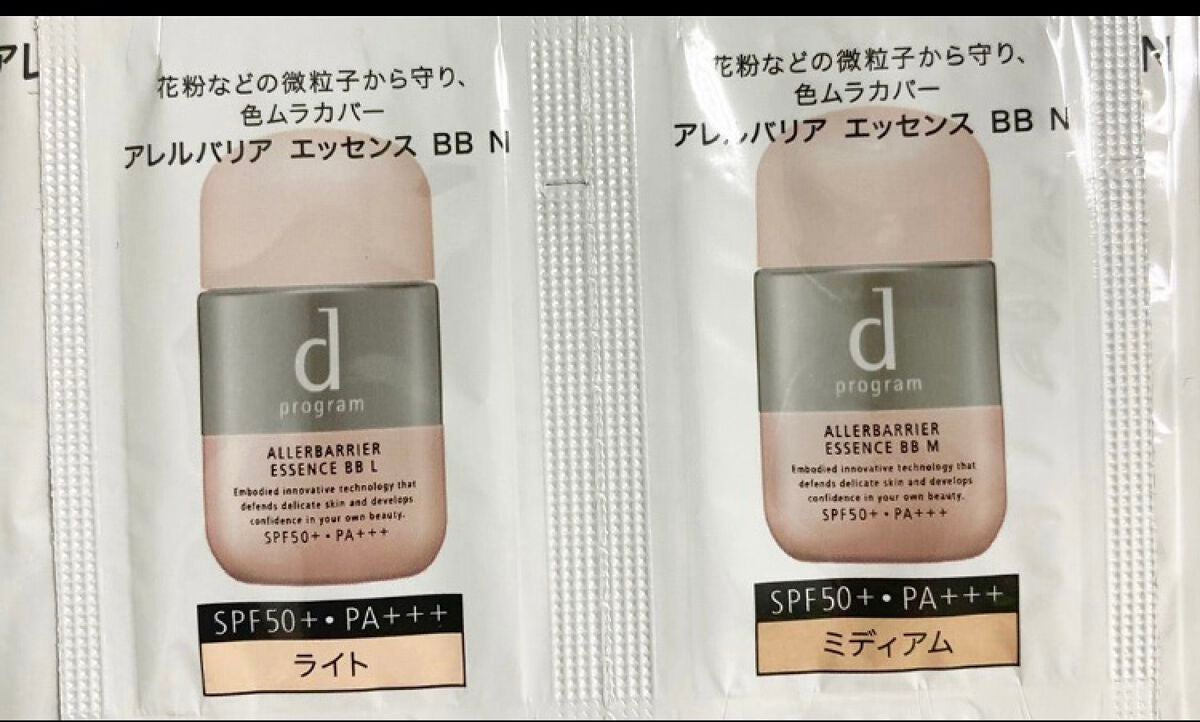 花粉などの微粒子から守り、
色ムラカバー
アレルバリア エッセンス BB N
d
program
ALLERBARRIER
ESSENCE BB L
Embodied innovative technology that
defends delicate skin and develops
confidence in your own beauty.
SPF50+・PA+++
SPF50+・PA+++
ライト
花粉などの微粒子から守り、
色ムラカバー
アレルバリア エッセンス BB N
d
program
ALLERBARRIER
ESSENCE BB M
Embodied innovative technology that
defends delicate skin and develops
confidence in your own beauty.
SPF50+・PA+++
SPF50+・PA+++
ミディアム
アレ
N